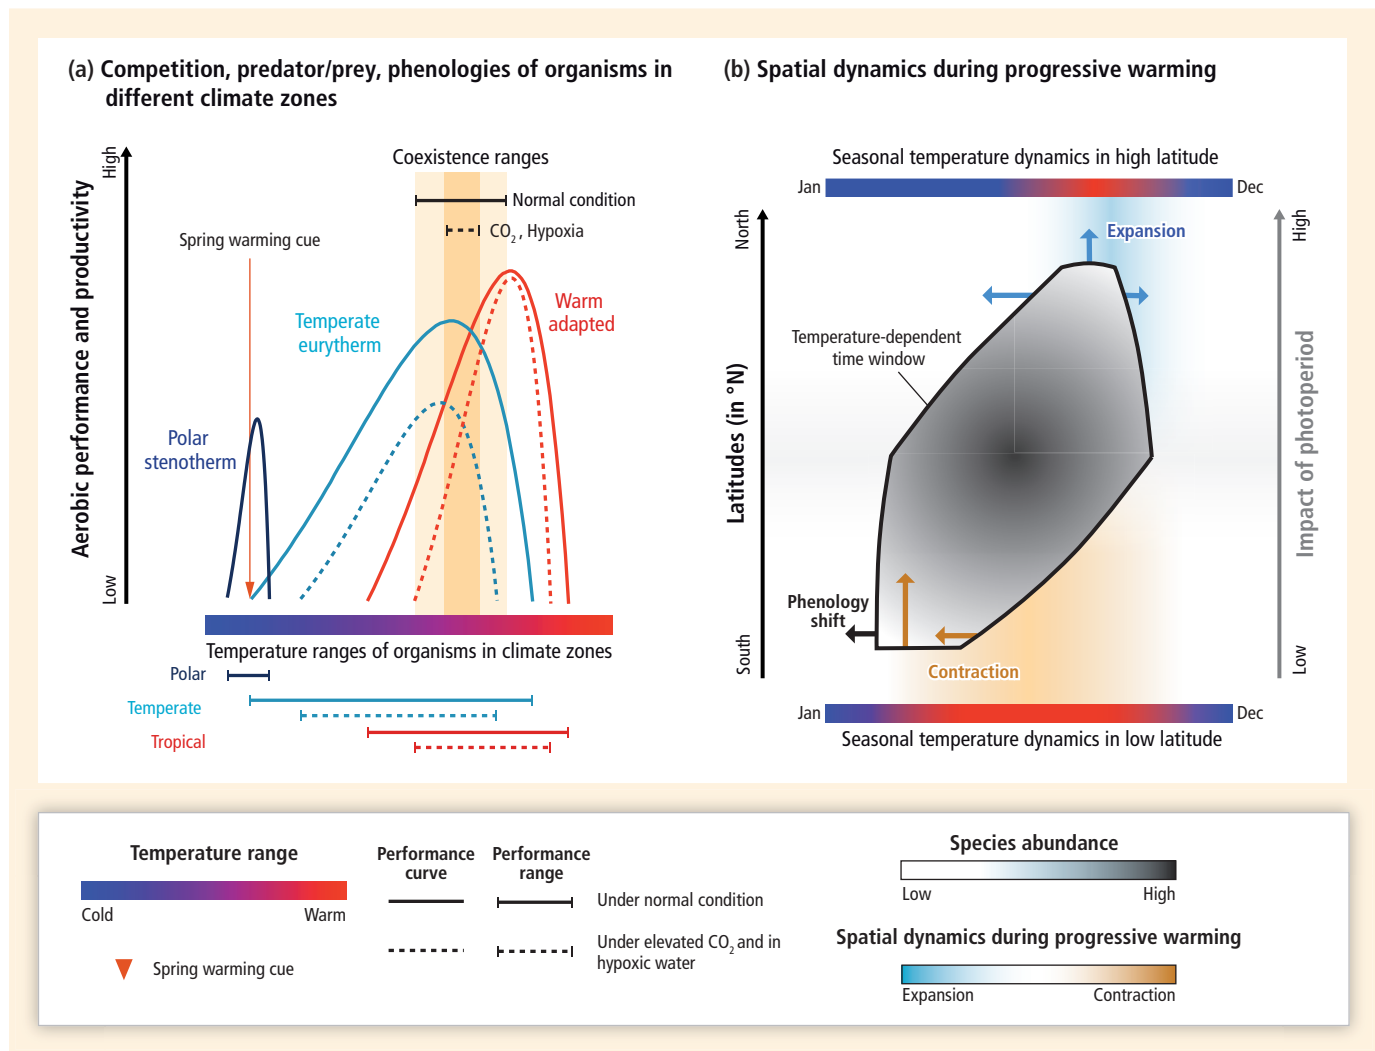 (a) Competition, predator/prey, phenologies of organisms in
different climate zones
High
Aerobic performance and productivity
Low
Coexistence ranges
Normal condition
CO2 , Hypoxia
Spring warming cue
Temperate
eurytherm
Warm
adapted
Polar
stenotherm
Temperature ranges of organisms in climate zones
Polar
Temperate
Tropical
(b) Spatial dynamics during progressive warming
Seasonal temperature dynamics in high latitude
Jan
Dec
North
Latitudes (in °N)
South
High
Impact of photoperiod
Low
Expansion
Temperature-dependent
time window
Phenology
shift
Contraction
Jan
Dec
Seasonal temperature dynamics in low latitude
Temperature range
Cold
Warm
Spring warming cue
Performance
curve
Performance
range
Under normal condition
Under elevated CO2 and in
hypoxic water
Species abundance
Low
High
Spatial dynamics during progressive warming
Expansion
Contraction